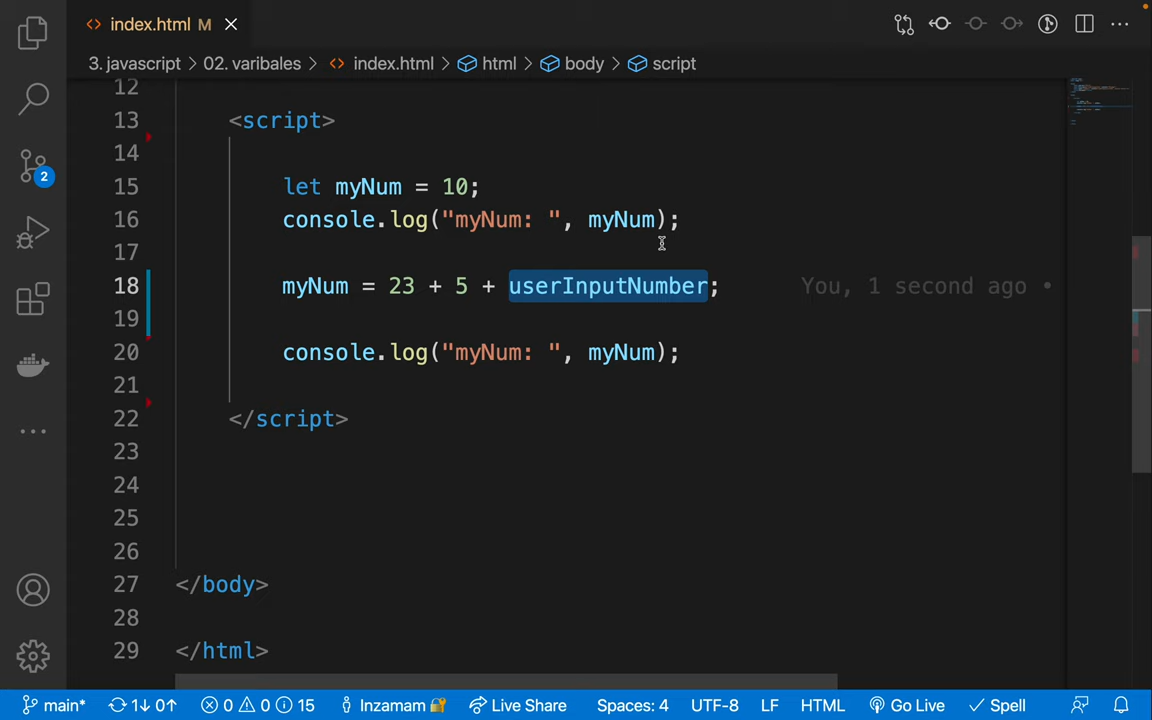 index.html M
3. javascript > 02. varibales > index.html > html > body > script
12
13 <script>
14
15 let myNum = 10;
16 console.log("myNum: ", myNum);
17
18 myNum = 23 + 5 + userInputNumber; You, 1 second ago •
19
20 console.log("myNum: ", myNum);
21
22 </script>
23
24
25
26
27 </body>
28
29 </html>
2
main* 1↓ 0↑ 0 0 15 Inzamam Live Share Spaces: 4 UTF-8 LF HTML Go Live Spell